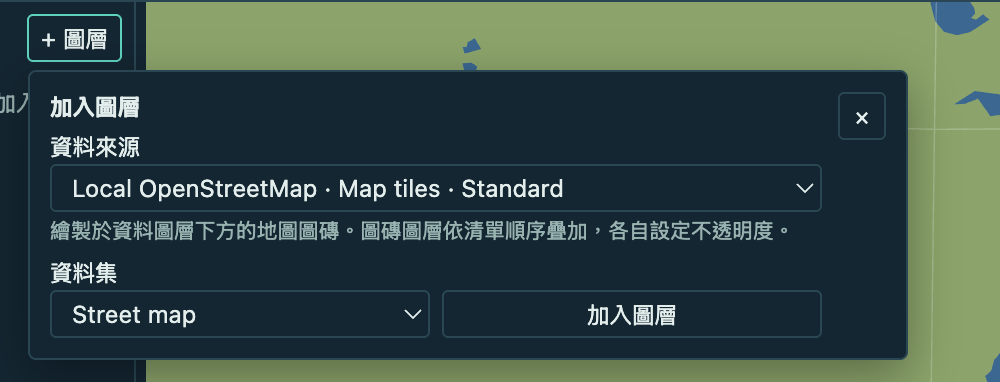 + 圖層
加入
加入圖層
×
資料來源
Local OpenStreetMap · Map tiles · Standard
繪製於資料圖層下方的地圖圖磚。圖磚圖層依清單順序疊加，各自設定不透明度。
資料集
Street map
加入圖層